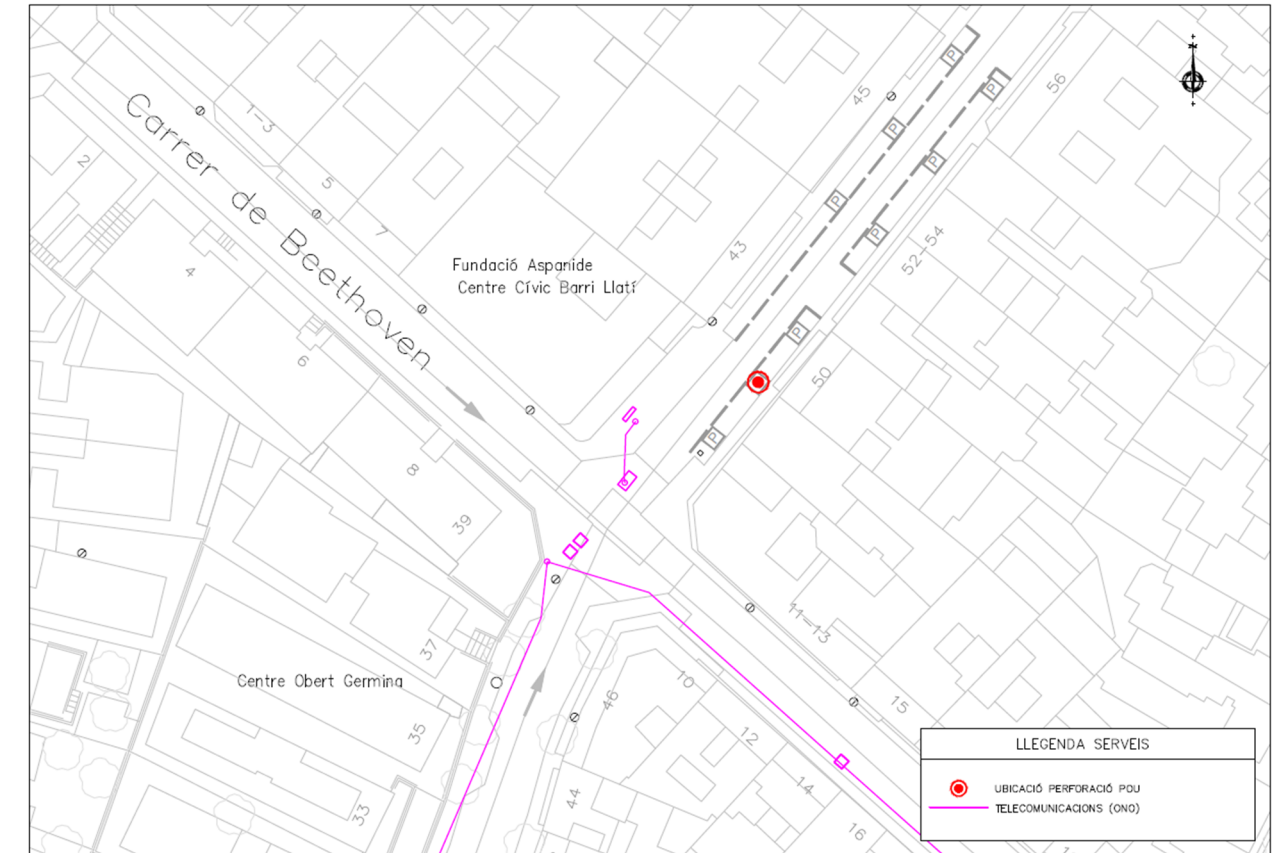 Carrer de Beethoven
1-3
5
7
2
4
6
8
39
37
35
33
45
43
56
52-54
50
P
P
P
P
P
P
P
P
Fundació Aspanide
Centre Cívic Barri Llatí
Centre Obert Germina
11-13
15
10
12
14
16
46
44
LLEGENDA SERVEIS
UBICACIÓ PERFORACIÓ POU
TELECOMUNICACIONS (ONO)